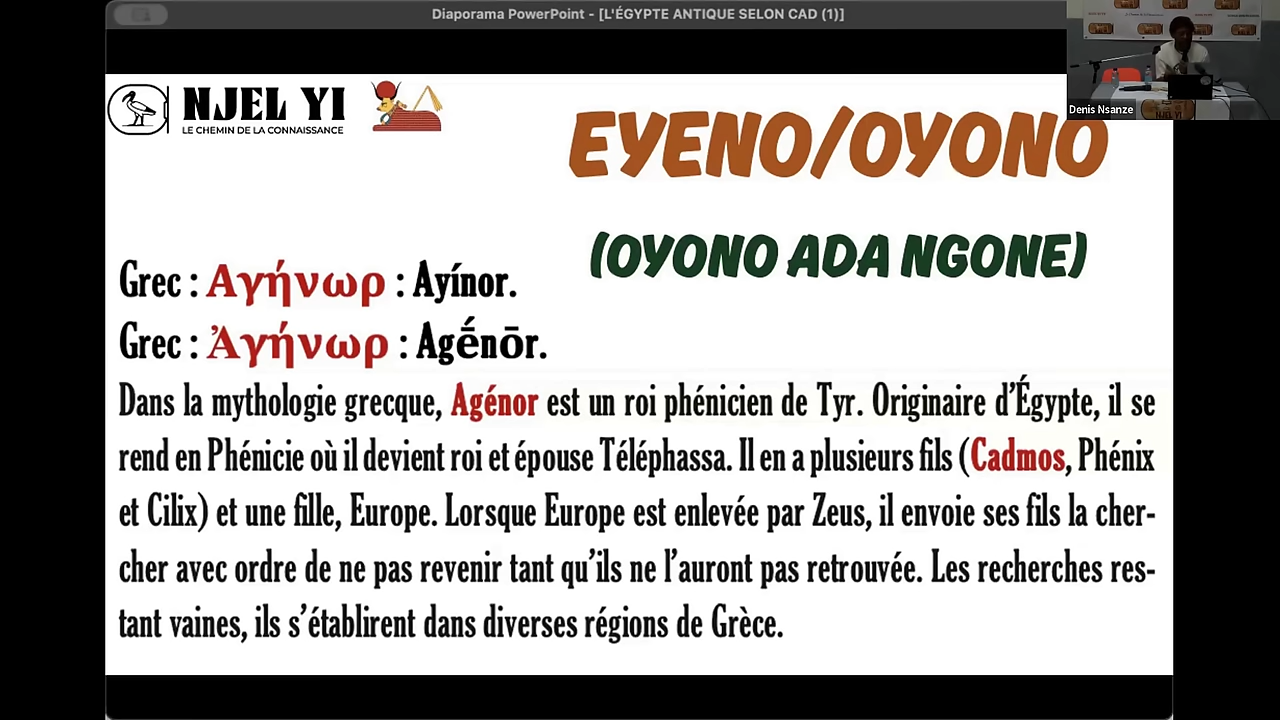 Diaporama PowerPoint - [L'ÉGYPTE ANTIQUE SELON CAD (1)]
NJEL YI
LE CHEMIN DE LA CONNAISSANCE
EYENO/OYONO
(OYONO ADA NGONE)
Denis Nsanze
NJEL YI
Grec : Αγήνωρ : Ayínor.
Grec : Ἀγήνωρ : Agḗnōr.
Dans la mythologie grecque, Agénor est un roi phénicien de Tyr. Originaire d'Égypte, il se
rend en Phénicie où il devient roi et épouse Téléphassa. Il en a plusieurs fils (Cadmos, Phénix
et Cilix) et une fille, Europe. Lorsque Europe est enlevée par Zeus, il envoie ses fils la cher-
cher avec ordre de ne pas revenir tant qu'ils ne l'auront pas retrouvée. Les recherches res-
tant vaines, ils s'établirent dans diverses régions de Grèce.